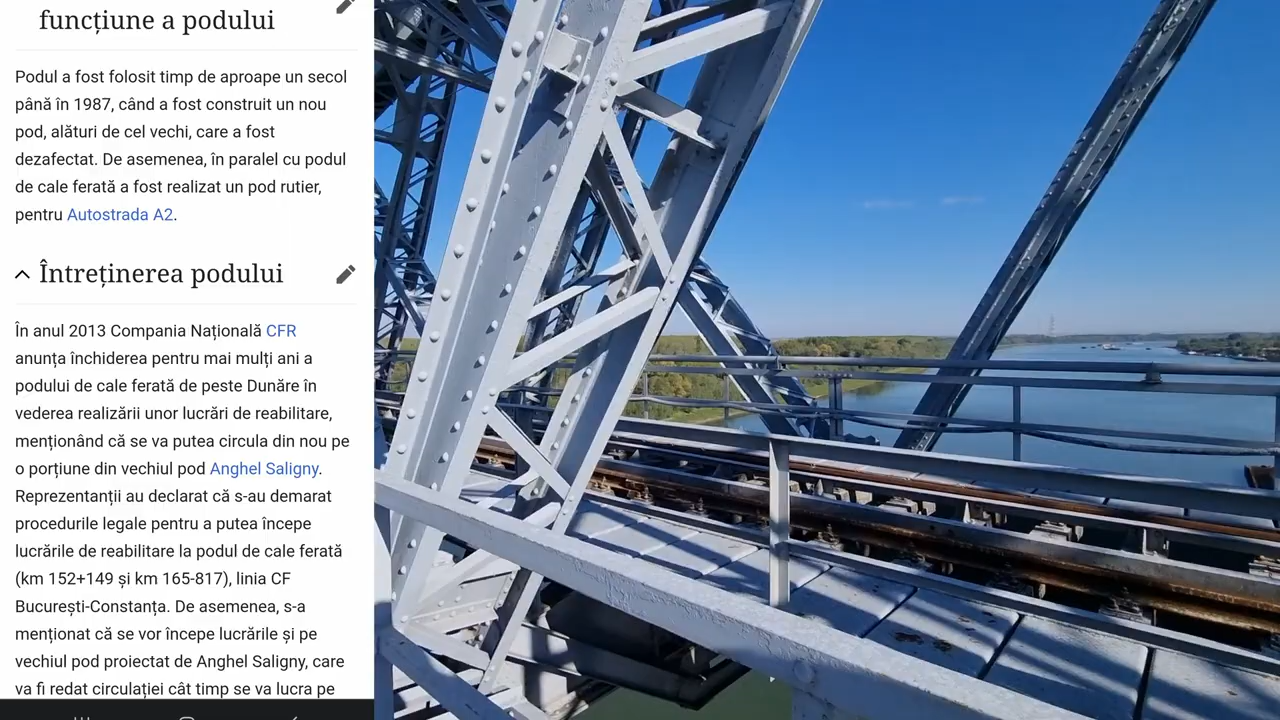 funcțiune a podului
Podul a fost folosit timp de aproape un secol
până în 1987, când a fost construit un nou
pod, alături de cel vechi, care a fost
dezafectat. De asemenea, în paralel cu podul
de cale ferată a fost realizat un pod rutier,
pentru Autostrada A2.
Întreținerea podului
În anul 2013 Compania Națională CFR
anunța închiderea pentru mai mulți ani a
podului de cale ferată de peste Dunăre în
vederea realizării unor lucrări de reabilitare,
menționând că se va putea circula din nou pe
o porțiune din vechiul pod Anghel Saligny.
Reprezentanții au declarat că s-au demarat
procedurile legale pentru a putea începe
lucrările de reabilitare la podul de cale ferată
(km 152+149 și km 165-817), linia CF
București-Constanța. De asemenea, s-a
menționat că se vor începe lucrările și pe
vechiul pod proiectat de Anghel Saligny, care
va fi redat circulației cât timp se va lucra pe